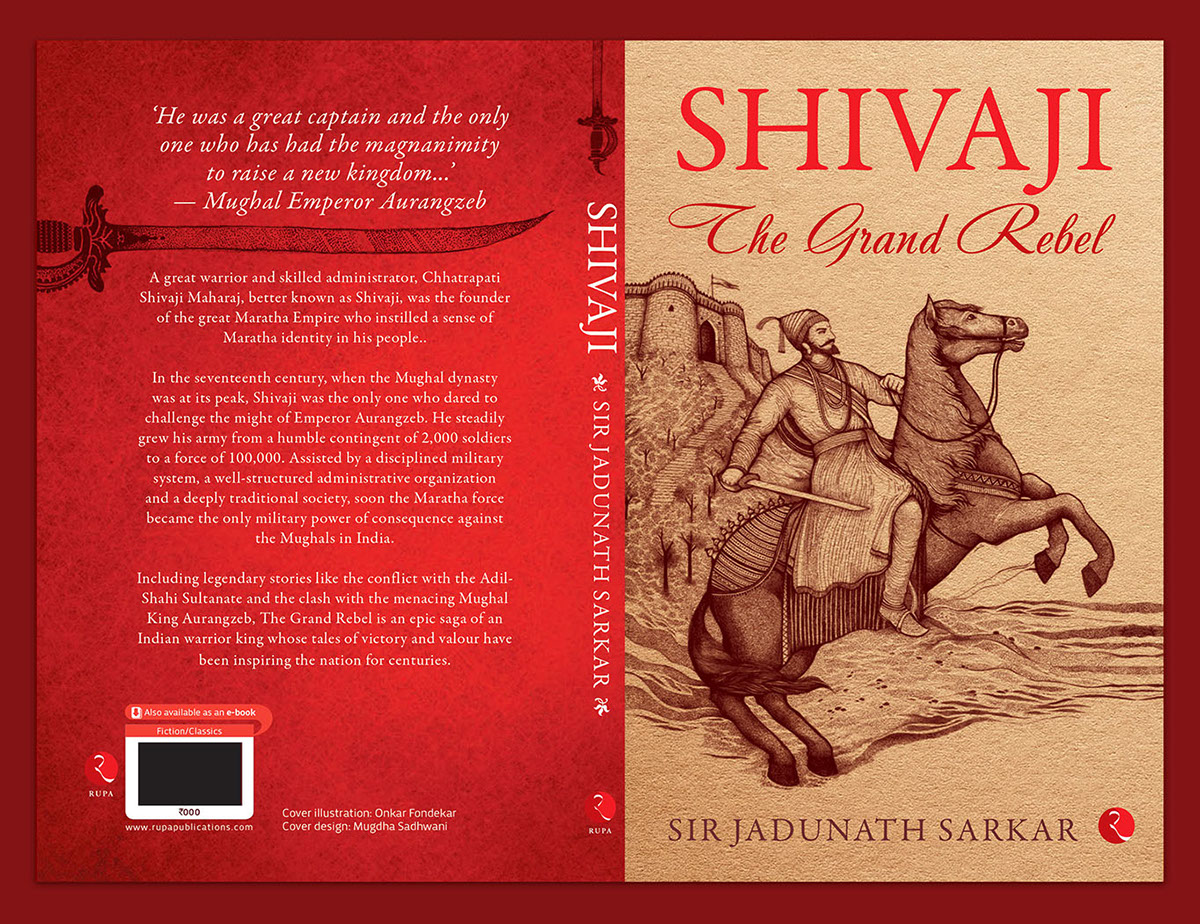 ‘He was a great captain and the only
one who has had the magnanimity
to raise a new kingdom...’
— Mughal Emperor Aurangzeb
A great warrior and skilled administrator, Chhatrapati
Shivaji Maharaj, better known as Shivaji, was the founder
of the great Maratha Empire who instilled a sense of
Maratha identity in his people..
In the seventeenth century, when the Mughal dynasty
was at its peak, Shivaji was the only one who dared to
challenge the might of Emperor Aurangzeb. He steadily
grew his army from a humble contingent of 2,000 soldiers
to a force of 100,000. Assisted by a disciplined military
system, a well-structured administrative organization
and a deeply traditional society, soon the Maratha force
became the only military power of consequence against
the Mughals in India.
Including legendary stories like the conflict with the Adil-
Shahi Sultanate and the clash with the menacing Mughal
King Aurangzeb, The Grand Rebel is an epic saga of an
Indian warrior king whose tales of victory and valour have
been inspiring the nation for centuries.
Also available as an e-book
Fiction/Classics
₹000
www.rupapublications.com
RUPA
Cover illustration: Onkar Fondekar
Cover design: Mugdha Sadhwani
SHIVAJI
SIR JADUNATH SARKAR
RUPA
SHIVAJI
The Grand Rebel
SIR JADUNATH SARKAR